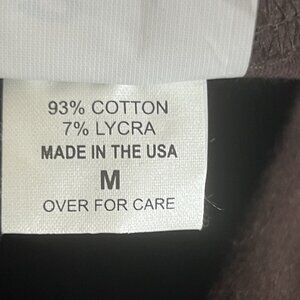 93% COTTON
7% LYCRA
MADE IN THE USA
M
OVER FOR CARE